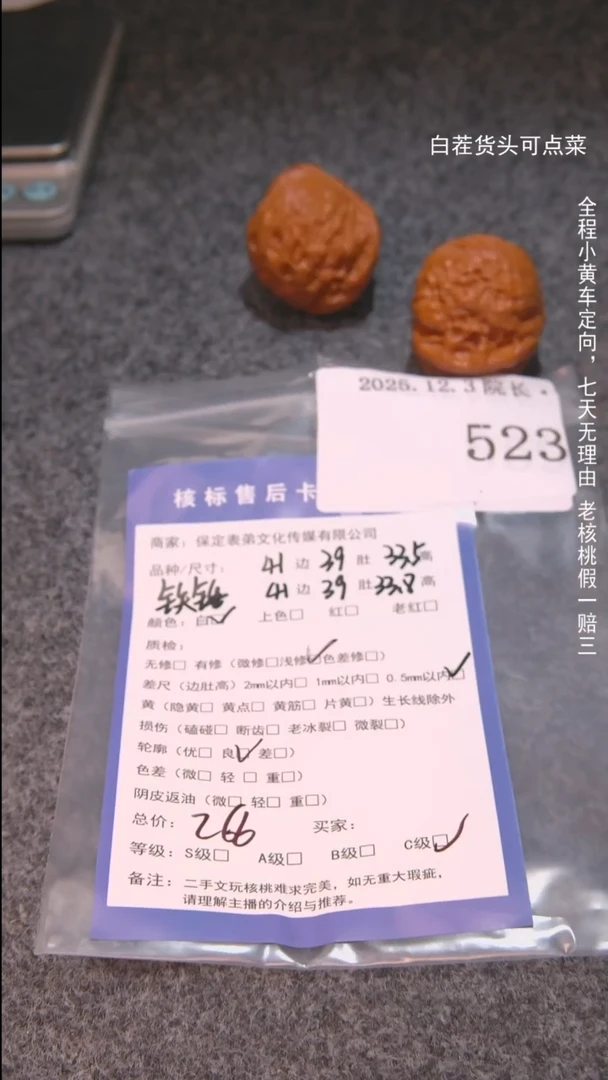 白茬货头可点菜
全程小黄车定向，七天无理由 老核桃假一赔三
2025.12.3院长·
523
核标售后卡
商家：保定表弟文化传媒有限公司
品种/尺寸： 41 边 39 肚 33.5 高
41 边 39 肚 33.8 高
颜色：白☑ 上色□ 红□ 老红□
质检：
无修□ 有修（微修□浅修☑色差修□）
差尺（边肚高）2mm以内□ 1mm以内□ 0.5mm以内☑
黄（隐黄□ 黄点□ 黄筋□ 片黄□）生长线除外
损伤（磕碰□ 断齿□ 老冰裂□ 微裂□）
轮廓（优□ 良☑ 差□）
色差（微□ 轻□ 重□）
阴皮返油（微□ 轻□ 重□）
总价：266 买家：
等级：S级□ A级□ B级□ C级☑
备注：二手文玩核桃难求完美，如无重大瑕疵，
请理解主播的介绍与推荐。